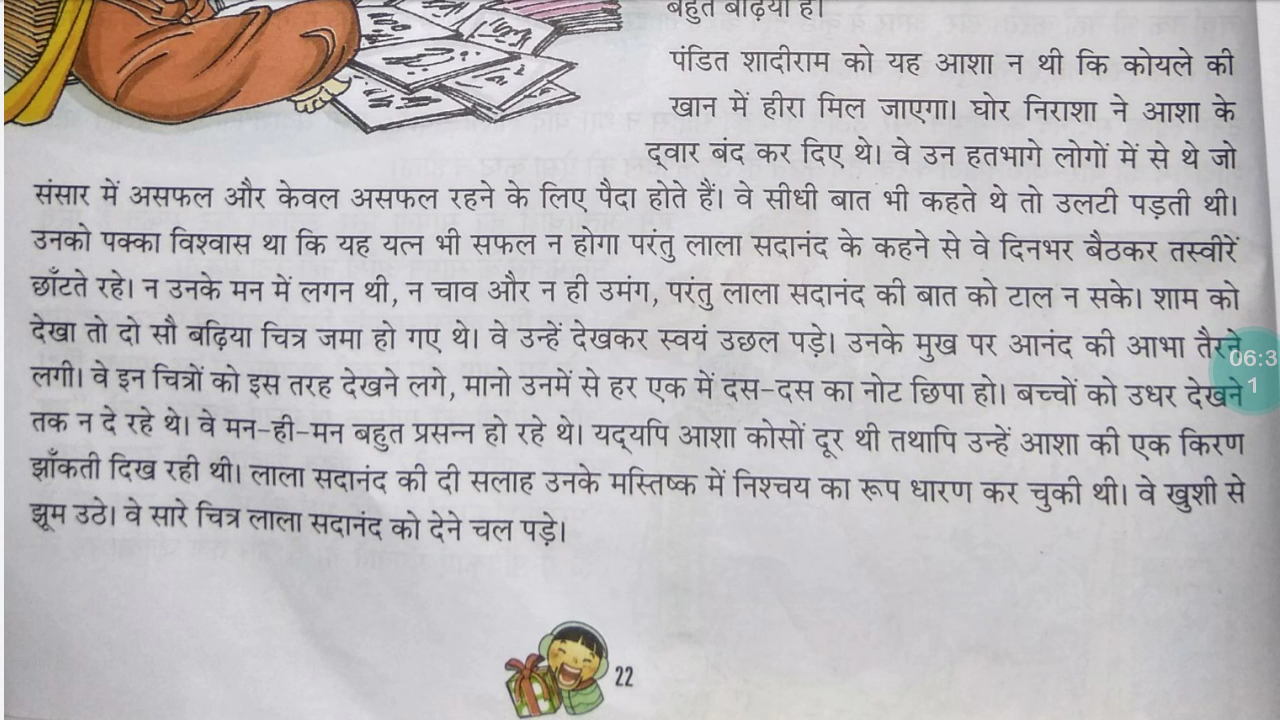 बहुत बढ़िया है।
पंडित शादीराम को यह आशा न थी कि कोयले की
खान में हीरा मिल जाएगा। घोर निराशा ने आशा के
द्वार बंद कर दिए थे। वे उन हतभागे लोगों में से थे जो
संसार में असफल और केवल असफल रहने के लिए पैदा होते हैं। वे सीधी बात भी कहते थे तो उलटी पड़ती थी।
उनको पक्का विश्वास था कि यह यत्न भी सफल न होगा परंतु लाला सदानंद के कहने से वे दिनभर बैठकर तस्वीरें
छाँटते रहे। न उनके मन में लगन थी, न चाव और न ही उमंग, परंतु लाला सदानंद की बात को टाल न सके। शाम को
देखा तो दो सौ बढ़िया चित्र जमा हो गए थे। वे उन्हें देखकर स्वयं उछल पड़े। उनके मुख पर आनंद की आभा तैरने
लगी। वे इन चित्रों को इस तरह देखने लगे, मानो उनमें से हर एक में दस-दस का नोट छिपा हो। बच्चों को उधर देखने
तक न दे रहे थे। वे मन-ही-मन बहुत प्रसन्न हो रहे थे। यद्यपि आशा कोसों दूर थी तथापि उन्हें आशा की एक किरण
झाँकती दिख रही थी। लाला सदानंद की दी सलाह उनके मस्तिष्क में निश्चय का रूप धारण कर चुकी थी। वे खुशी से
झूम उठे। वे सारे चित्र लाला सदानंद को देने चल पड़े।
22
06:3
1